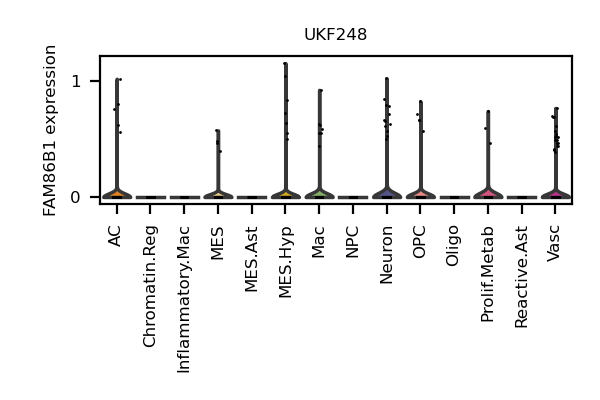 UKF248
FAM86B1 expression
1
0
AC
Chromatin.Reg
Inflammatory.Mac
MES
MES.Ast
MES.Hyp
Mac
NPC
Neuron
OPC
Oligo
Prolif.Metab
Reactive.Ast
Vasc